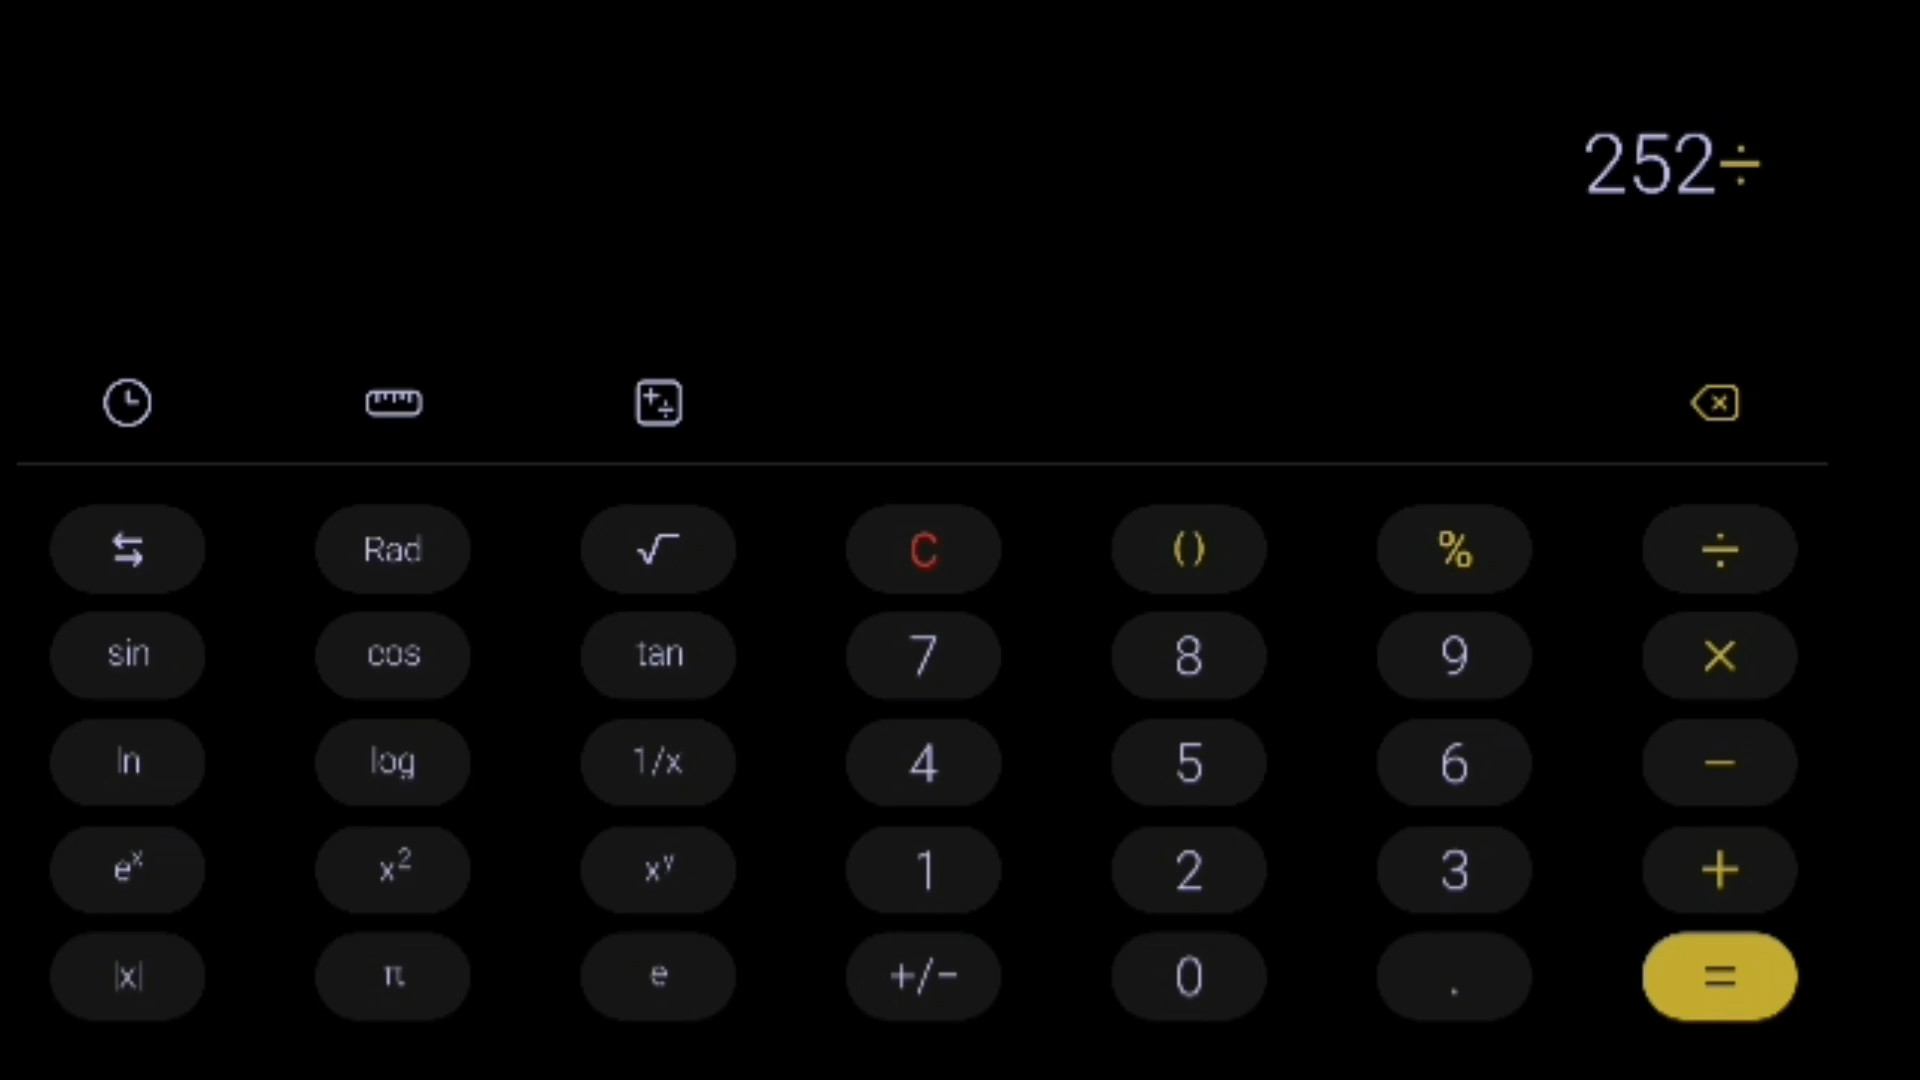 252÷
⇆ Rad √ C () % ÷
sin cos tan 7 8 9 ×
ln log 1/x 4 5 6 −
eˣ x² xʸ 1 2 3 +
|x| π e +/− 0 . =